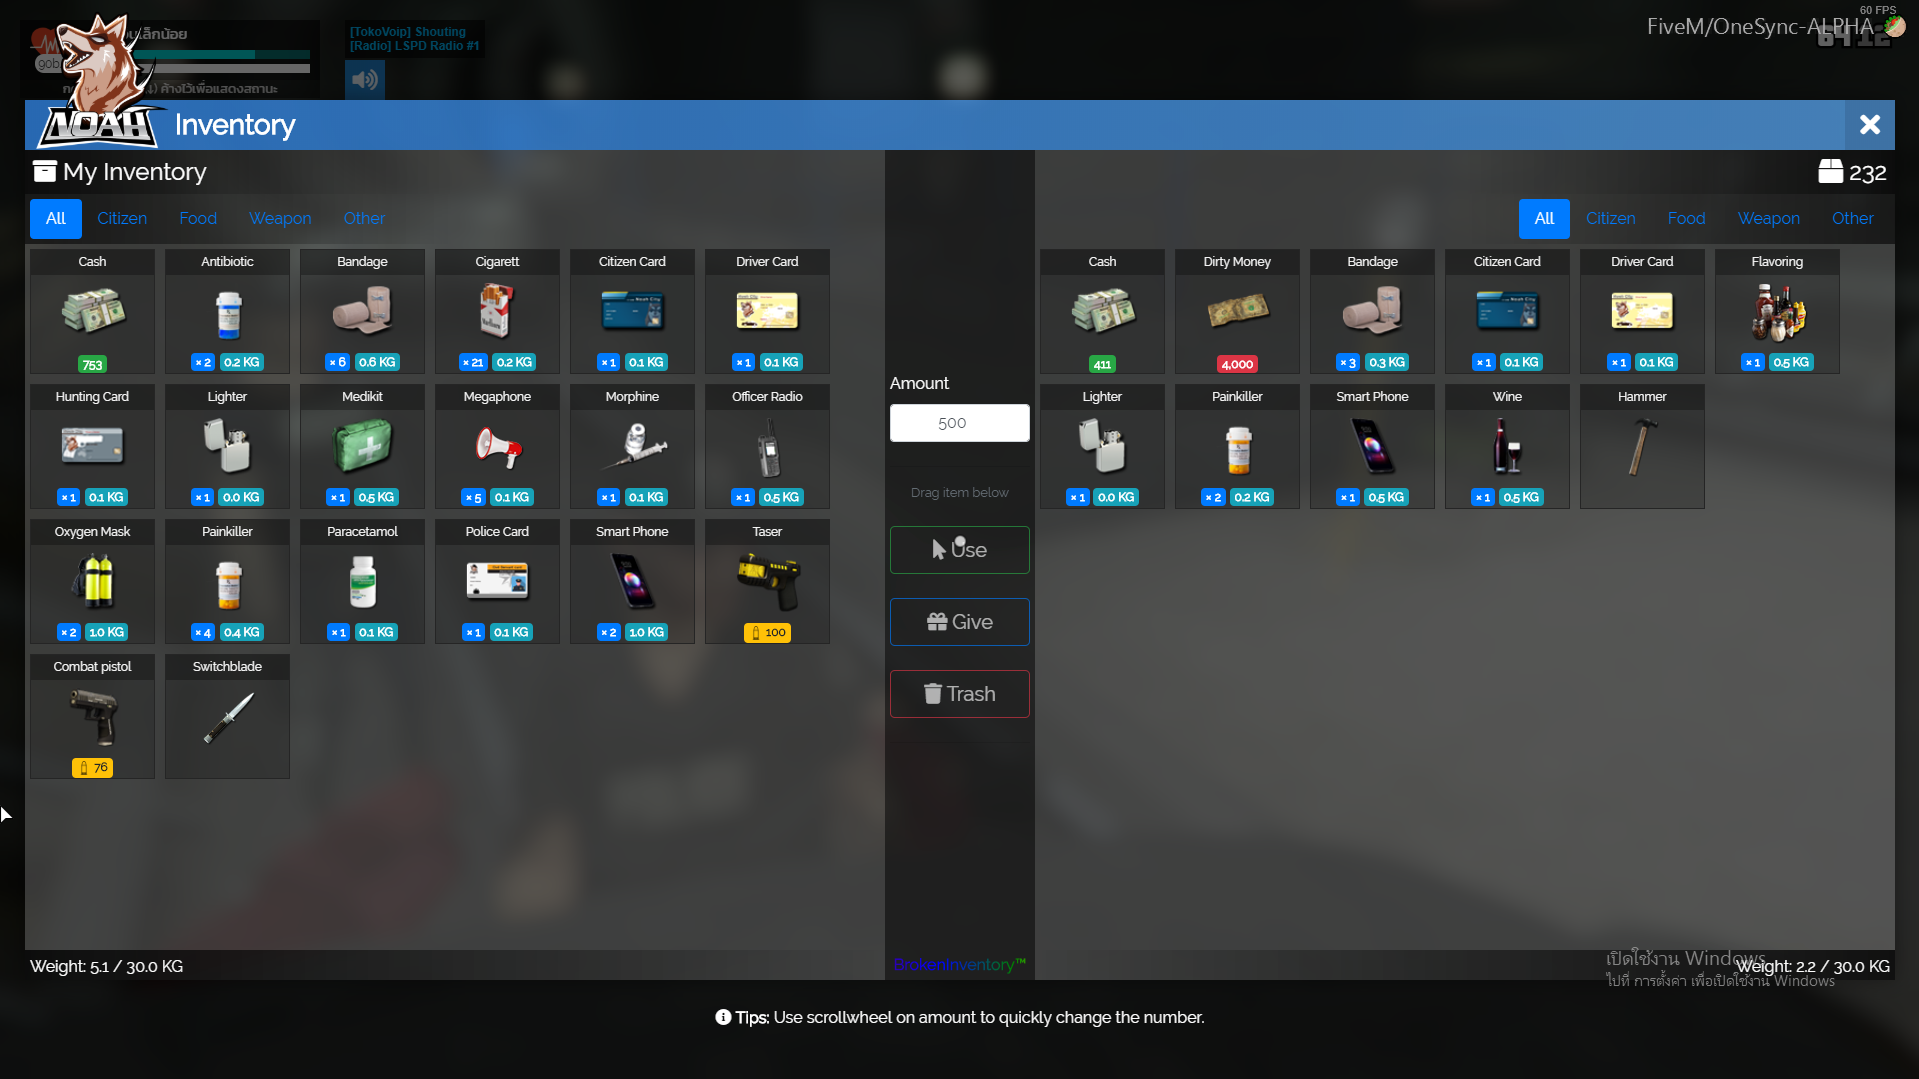 60 FPS
FiveM/OneSync-ALPHA
[TokoVoip] Shouting
[Radio] LSPD Radio #1
ค้างไว้เพื่อแสดงสถานะ
NOAH
Inventory
My Inventory
232
All Citizen Food Weapon Other
All Citizen Food Weapon Other
Cash Antibiotic Bandage Cigarett Citizen Card Driver Card
753 × 2 0.2 KG × 6 0.6 KG × 21 0.2 KG × 1 0.1 KG × 1 0.1 KG
Hunting Card Lighter Medikit Megaphone Morphine Officer Radio
× 1 0.1 KG × 1 0.0 KG × 1 0.5 KG × 5 0.1 KG × 1 0.1 KG × 1 0.5 KG
Oxygen Mask Painkiller Paracetamol Police Card Smart Phone Taser
× 2 1.0 KG × 4 0.4 KG × 1 0.1 KG × 1 0.1 KG × 2 1.0 KG 100
Combat pistol Switchblade
76
Amount
500
Drag item below
Use
Give
Trash
Cash Dirty Money Bandage Citizen Card Driver Card Flavoring
411 4,000 × 3 0.3 KG × 1 0.1 KG × 1 0.1 KG × 1 0.5 KG
Lighter Painkiller Smart Phone Wine Hammer
× 1 0.0 KG × 2 0.2 KG × 1 0.5 KG × 1 0.5 KG
Weight: 5.1 / 30.0 KG
BrokenInventory™
เปิดใช้งาน Windows
Weight: 2.2 / 30.0 KG
ไปที่ การตั้งค่า เพื่อเปิดใช้งาน Windows
Tips: Use scrollwheel on amount to quickly change the number.